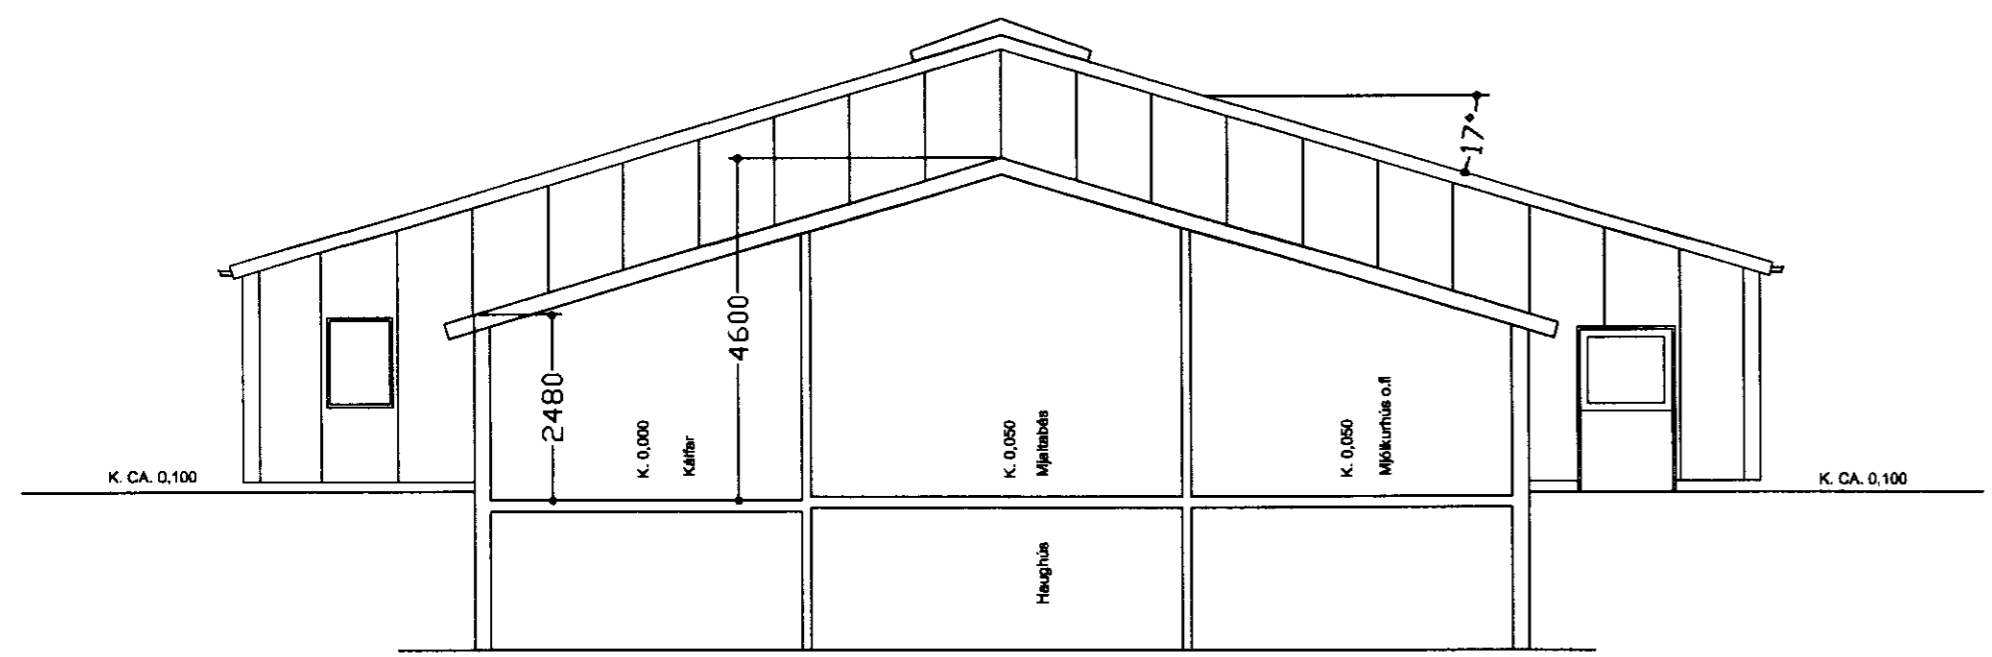 17°
4600
2480
K. 0,000
Kálfar
K. 0,050
Mjaltabás
K. 0,050
Mjólkurhús o.fl
K. CA. 0,100
K. CA. 0,100
Haughús